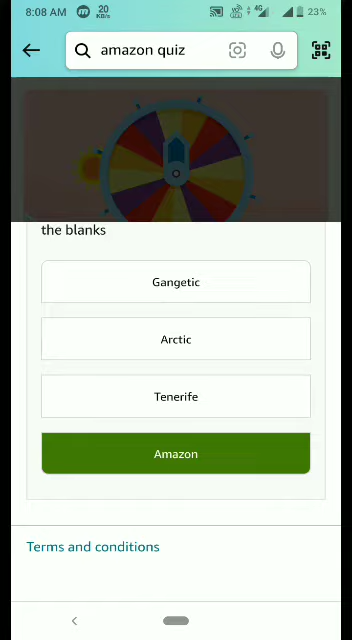 8:08 AM 20 KB/s 4G 23%
amazon quiz
the blanks
Gangetic
Arctic
Tenerife
Amazon
Terms and conditions